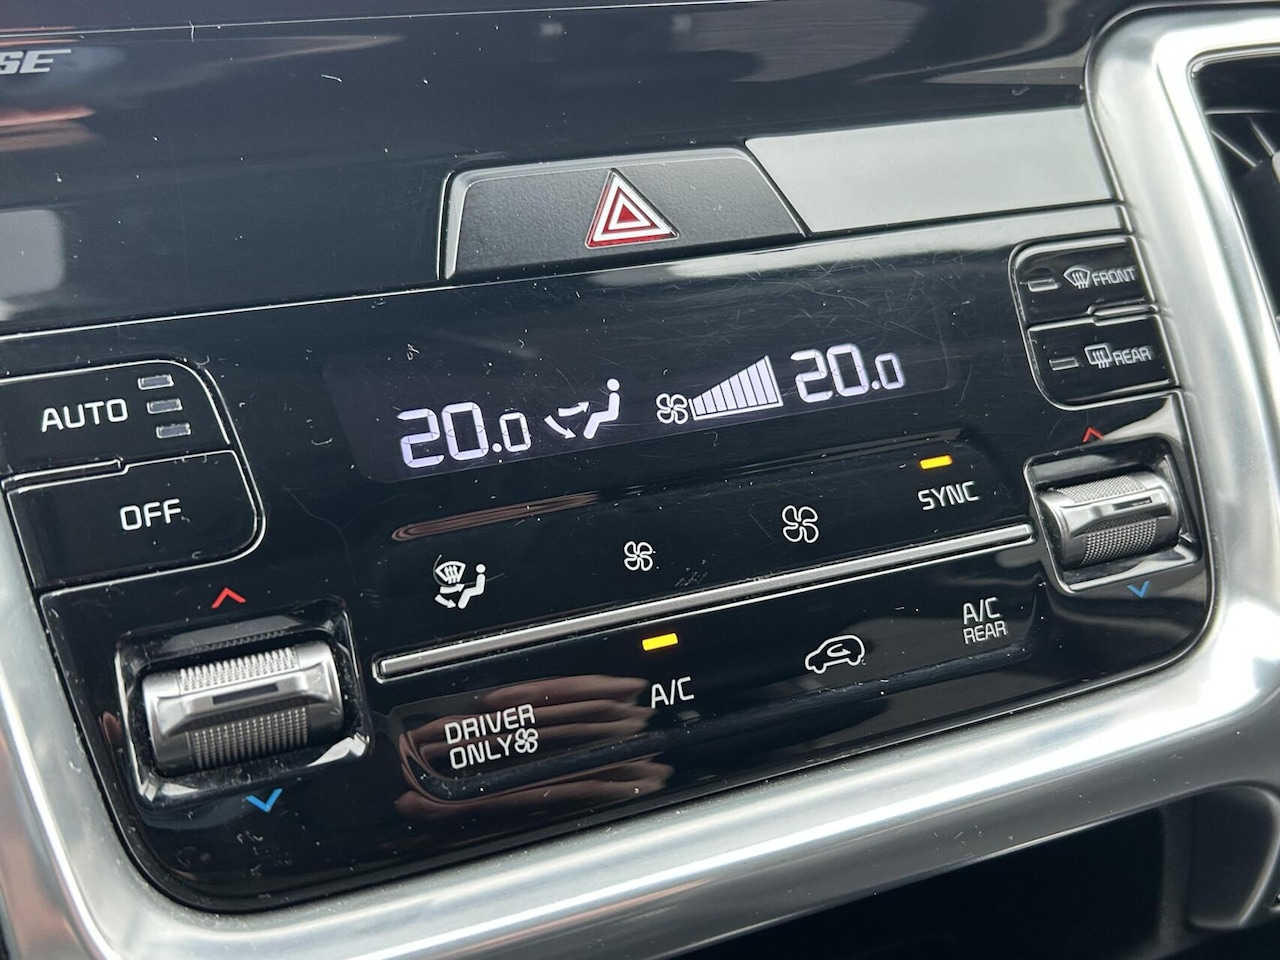 FRONT
REAR
AUTO
20.0
20.0
OFF
SYNC
A/C
REAR
A/C
DRIVER
ONLY